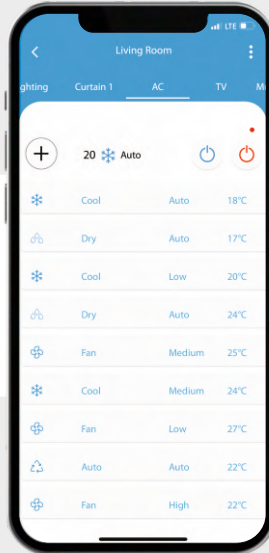 LTE
Living Room
ghting Curtain 1 AC TV M
20 Auto
Cool Auto 18°C
Dry Auto 17°C
Cool Low 20°C
Dry Auto 24°C
Fan Medium 25°C
Cool Medium 24°C
Fan Low 27°C
Auto Auto 22°C
Fan High 22°C